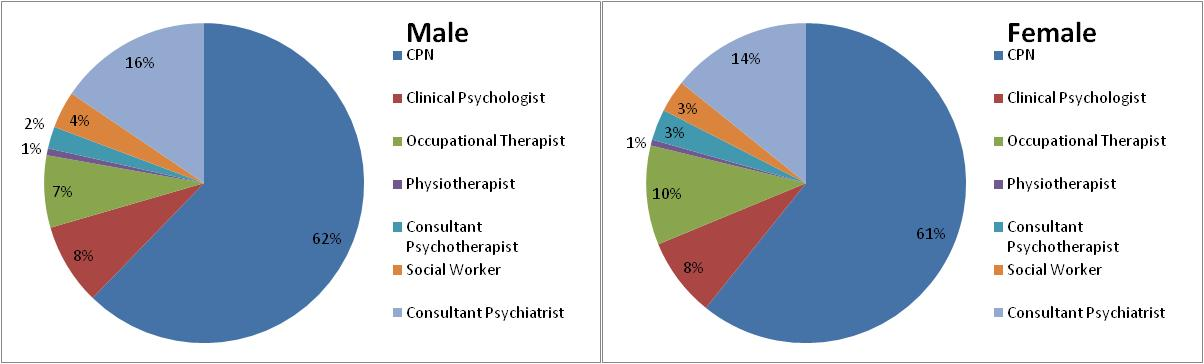 Male
CPN
Clinical Psychologist
Occupational Therapist
Physiotherapist
Consultant
Psychotherapist
Social Worker
Consultant Psychiatrist
16%
4%
2%
1%
7%
8%
62%
Female
CPN
Clinical Psychologist
Occupational Therapist
Physiotherapist
Consultant
Psychotherapist
Social Worker
Consultant Psychiatrist
14%
3%
3%
1%
10%
8%
61%